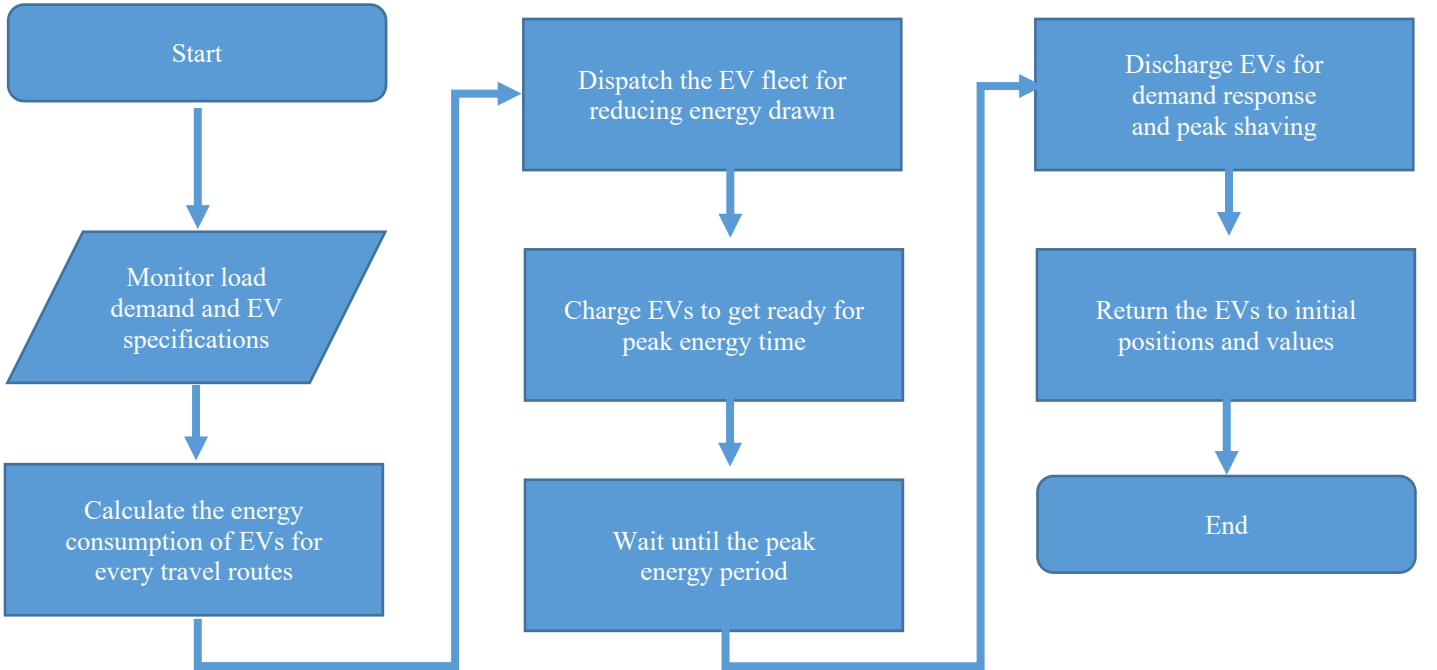 Start
Monitor load
demand and EV
specifications
Calculate the energy
consumption of EVs for
every travel routes
Dispatch the EV fleet for
reducing energy drawn
Charge EVs to get ready for
peak energy time
Wait until the peak
energy period
Discharge EVs for
demand response
and peak shaving
Return the EVs to initial
positions and values
End